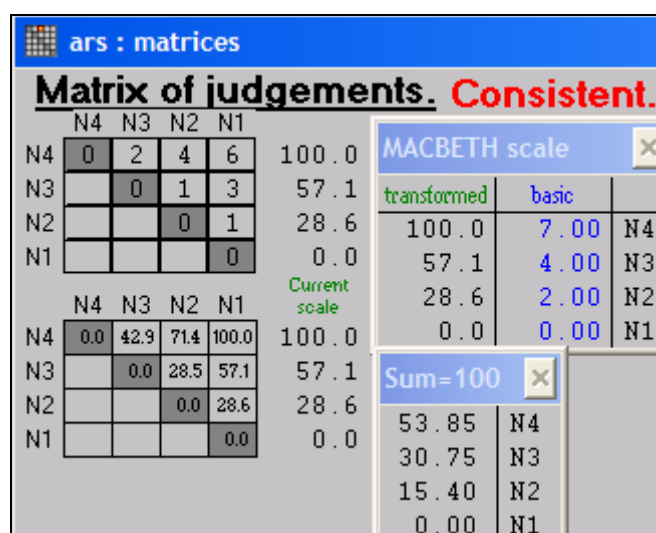 ars : matrices
Matrix of judgements. Consistent.
N4 N3 N2 N1
N4 0 2 4 6 100.0
N3 0 1 3 57.1
N2 0 1 28.6
N1 0 0.0
Current
scale
N4 N3 N2 N1
N4 0.0 42.9 71.4 100.0 100.0
N3 0.0 28.5 57.1 57.1
N2 0.0 28.6 28.6
N1 0.0 0.0
MACBETH scale
transformed basic
100.0 7.00 N4
57.1 4.00 N3
28.6 2.00 N2
0.0 0.00 N1
Sum=100
53.85 N4
30.75 N3
15.40 N2
0.00 N1